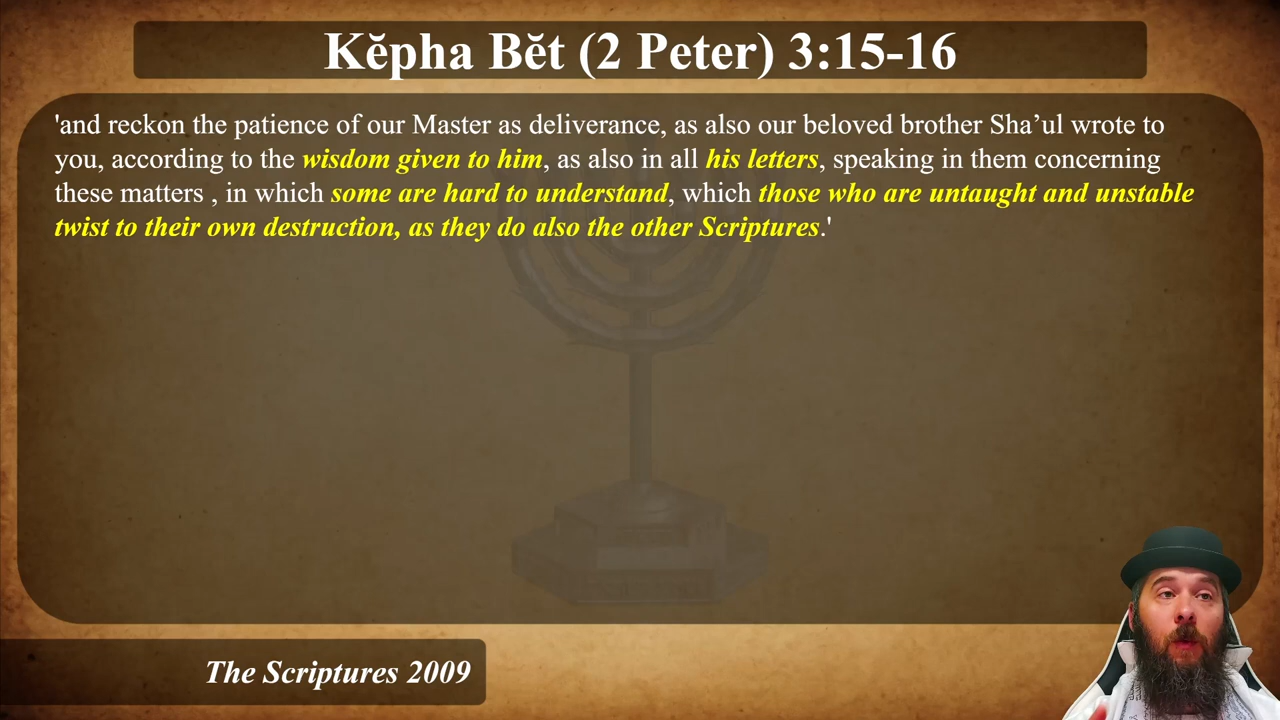 Kĕpha Bĕt (2 Peter) 3:15-16
'and reckon the patience of our Master as deliverance, as also our beloved brother Sha’ul wrote to
you, according to the wisdom given to him, as also in all his letters, speaking in them concerning
these matters , in which some are hard to understand, which those who are untaught and unstable
twist to their own destruction, as they do also the other Scriptures.'
The Scriptures 2009